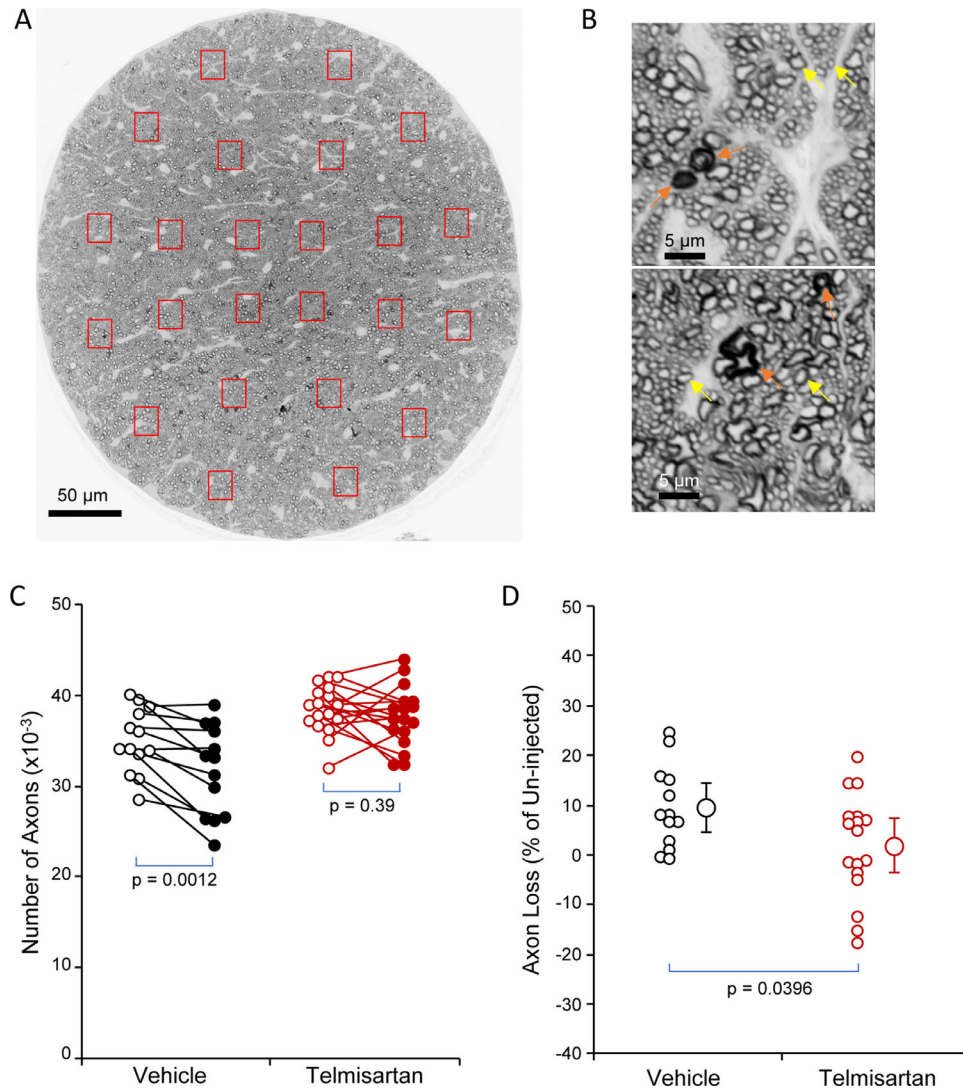 A
50 µm
B
5 µm
5 µm
C
Number of Axons (x10-3)
50
40
30
20
10
0
p = 0.0012
p = 0.39
Vehicle
Telmisartan
D
Axon Loss (% of Un-injected)
50
40
30
20
10
0
-10
-20
-30
-40
p = 0.0396
Vehicle
Telmisartan